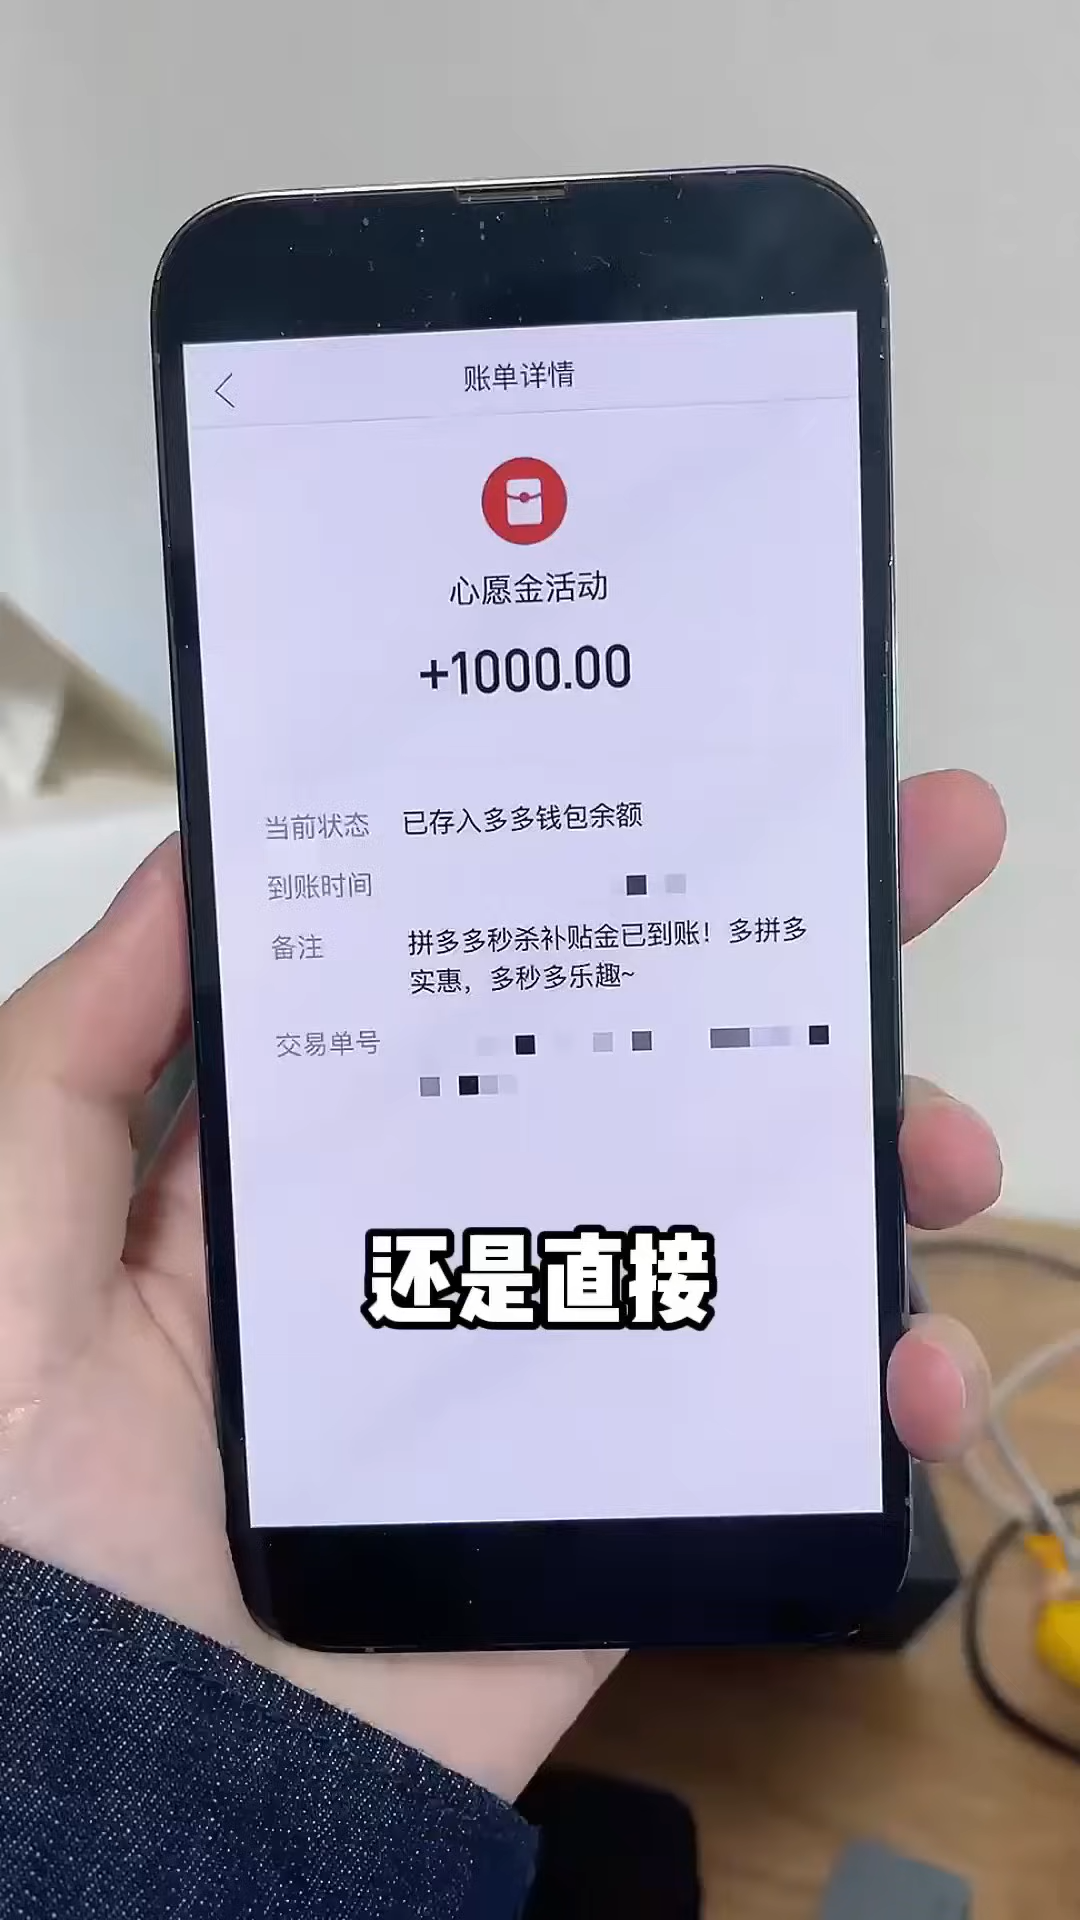 账单详情
心愿金活动
+1000.00
当前状态 已存入多多钱包余额
到账时间
备注 拼多多秒杀补贴金已到账！多拼多
实惠，多秒多乐趣~
交易单号
还是直接